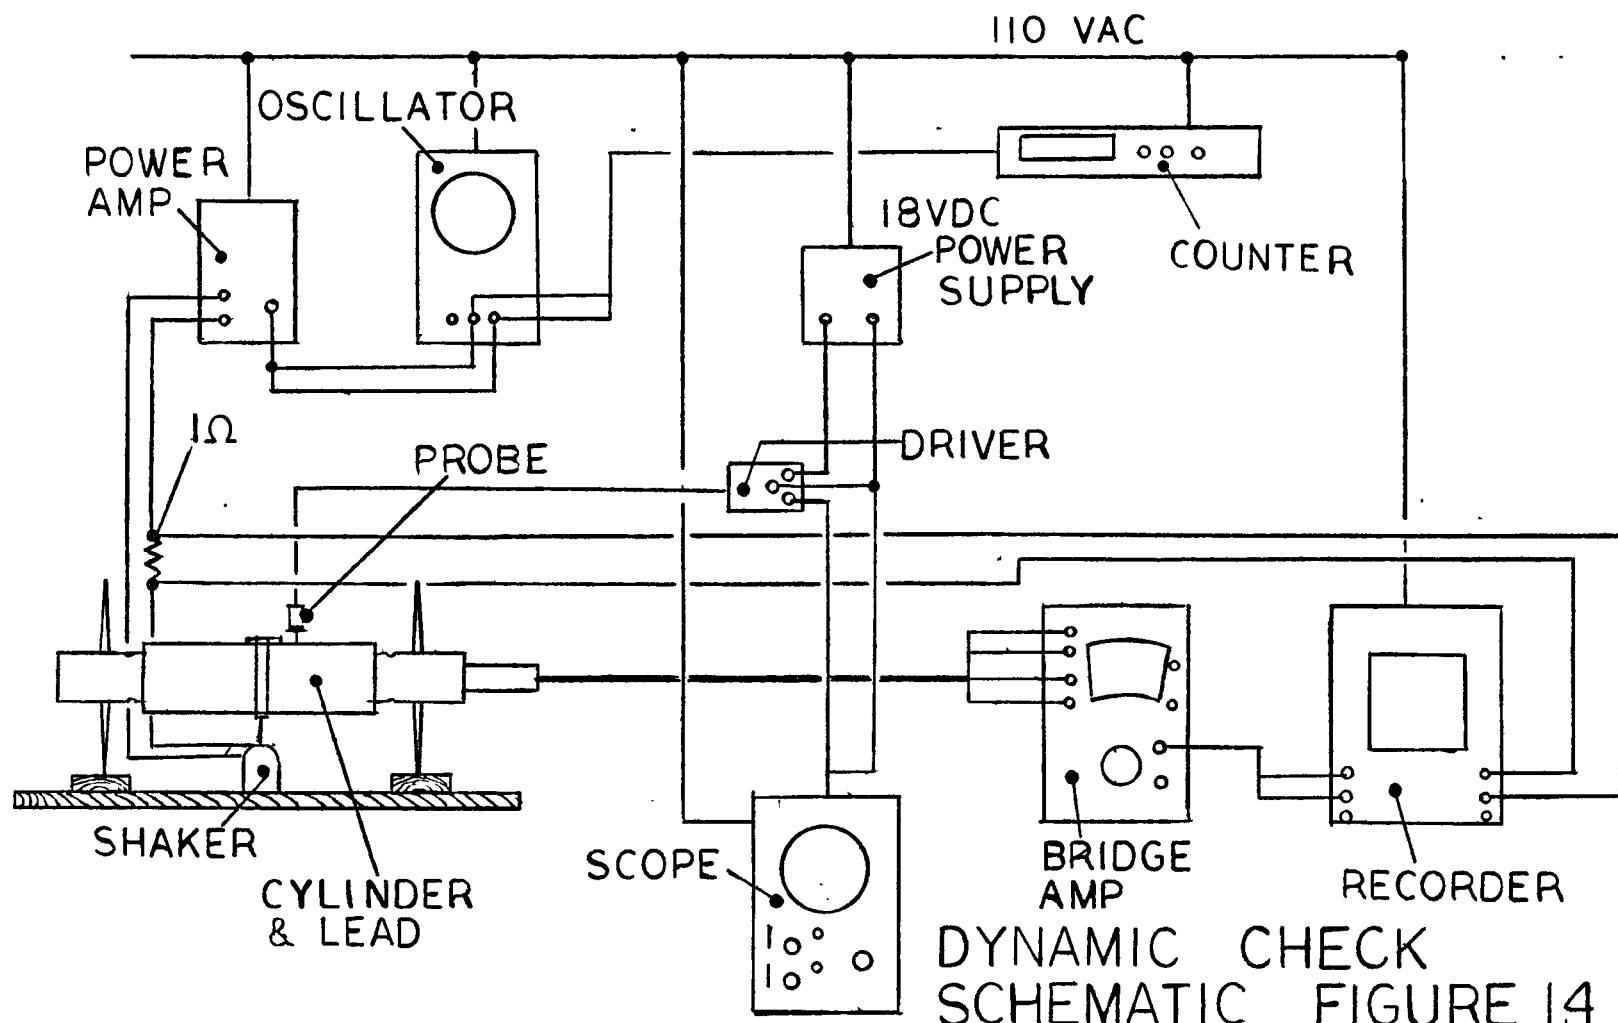 110 VAC
OSCILLATOR
POWER
AMP
18VDC
POWER
SUPPLY
COUNTER
1Ω
PROBE
DRIVER
SHAKER
CYLINDER
& LEAD
SCOPE
BRIDGE
AMP
RECORDER
DYNAMIC CHECK
SCHEMATIC FIGURE 14